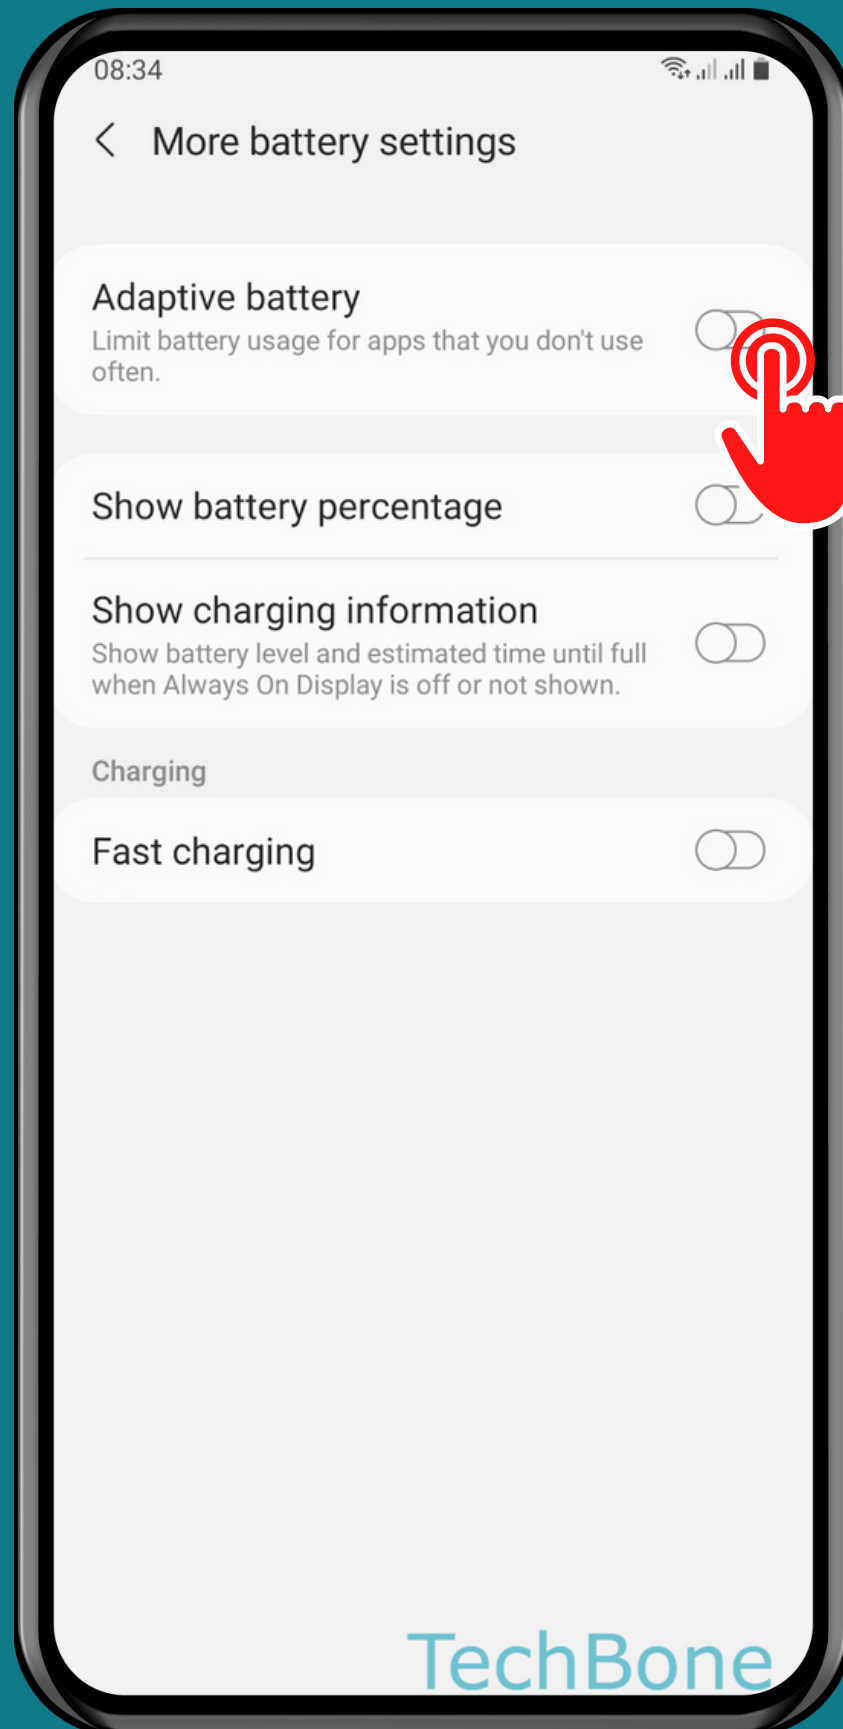 08:34
More battery settings
Adaptive battery
Limit battery usage for apps that you don't use
often.
Show battery percentage
Show charging information
Show battery level and estimated time until full
when Always On Display is off or not shown.
Charging
Fast charging
TechBone